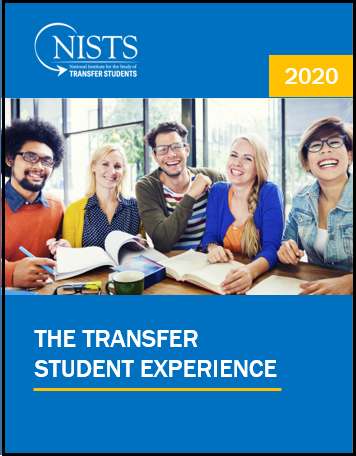 NISTS
National Institute for the Study of
TRANSFER STUDENTS
2020
THE TRANSFER
STUDENT EXPERIENCE